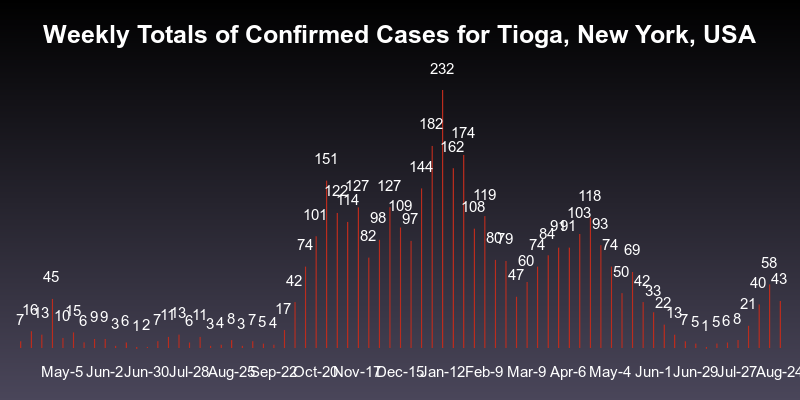 Weekly Totals of Confirmed Cases for Tioga, New York, USA
7 16 13 45 10 15 6 9 9 3 6 1 2 7 11 13 6 11 3 4 8 3 7 5 4 17 42 74 101 151 122 114 127 82 98 127 109 97 144 182 232 162 174 108 119 80 79 47 60 74 84 91 91 103 118 93 74 50 69 42 33 22 13 7 5 1 5 6 8 21 40 58 43
May-5 Jun-2 Jun-30 Jul-28 Aug-25 Sep-22 Oct-20 Nov-17 Dec-15 Jan-12 Feb-9 Mar-9 Apr-6 May-4 Jun-1 Jun-29 Jul-27 Aug-24